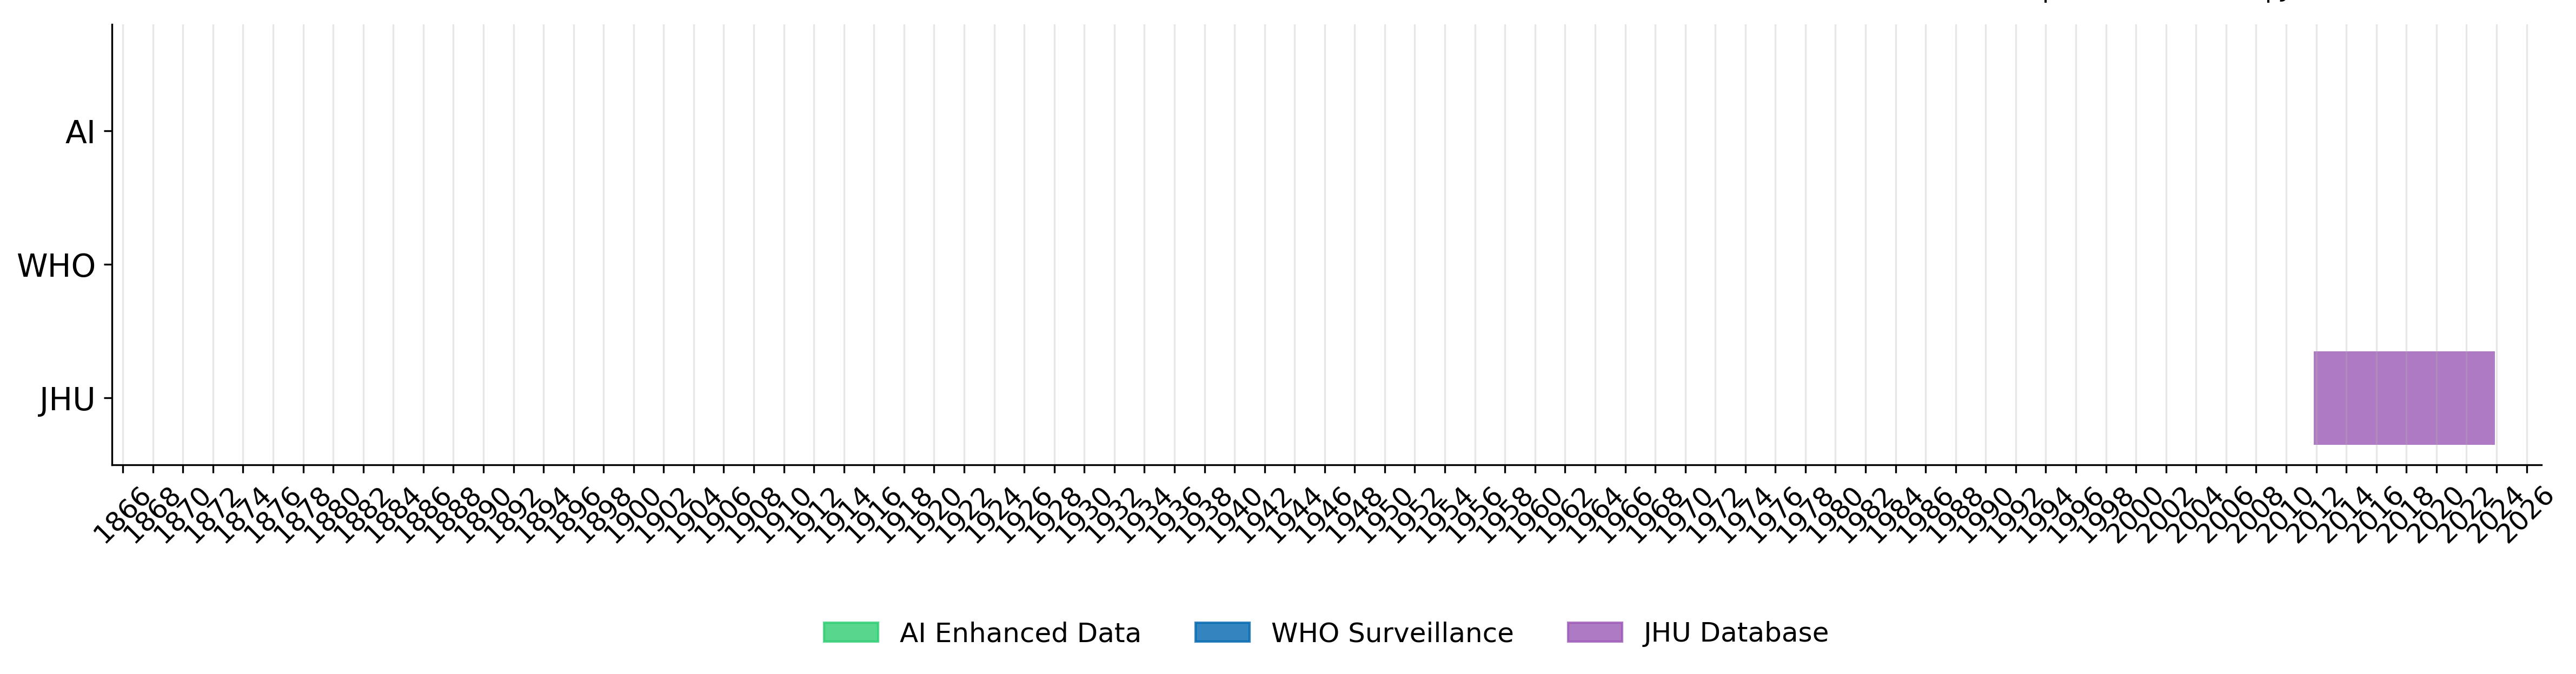 AI
WHO
JHU
1866 1868 1870 1872 1874 1876 1878 1880 1882 1884 1886 1888 1890 1892 1894 1896 1898 1900 1902 1904 1906 1908 1910 1912 1914 1916 1918 1920 1922 1924 1926 1928 1930 1932 1934 1936 1938 1940 1942 1944 1946 1948 1950 1952 1954 1956 1958 1960 1962 1964 1966 1968 1970 1972 1974 1976 1978 1980 1982 1984 1986 1988 1990 1992 1994 1996 1998 2000 2002 2004 2006 2008 2010 2012 2014 2016 2018 2020 2022 2024 2026
AI Enhanced Data WHO Surveillance JHU Database